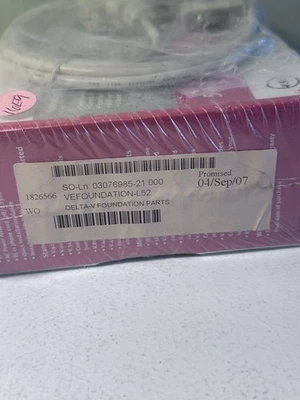 SO-Ln: 03076985-21.000
Promised
1826566 VEFOUNDATION-L52
04/Sep/07
WO DELTA-V FOUNDATION PARTS